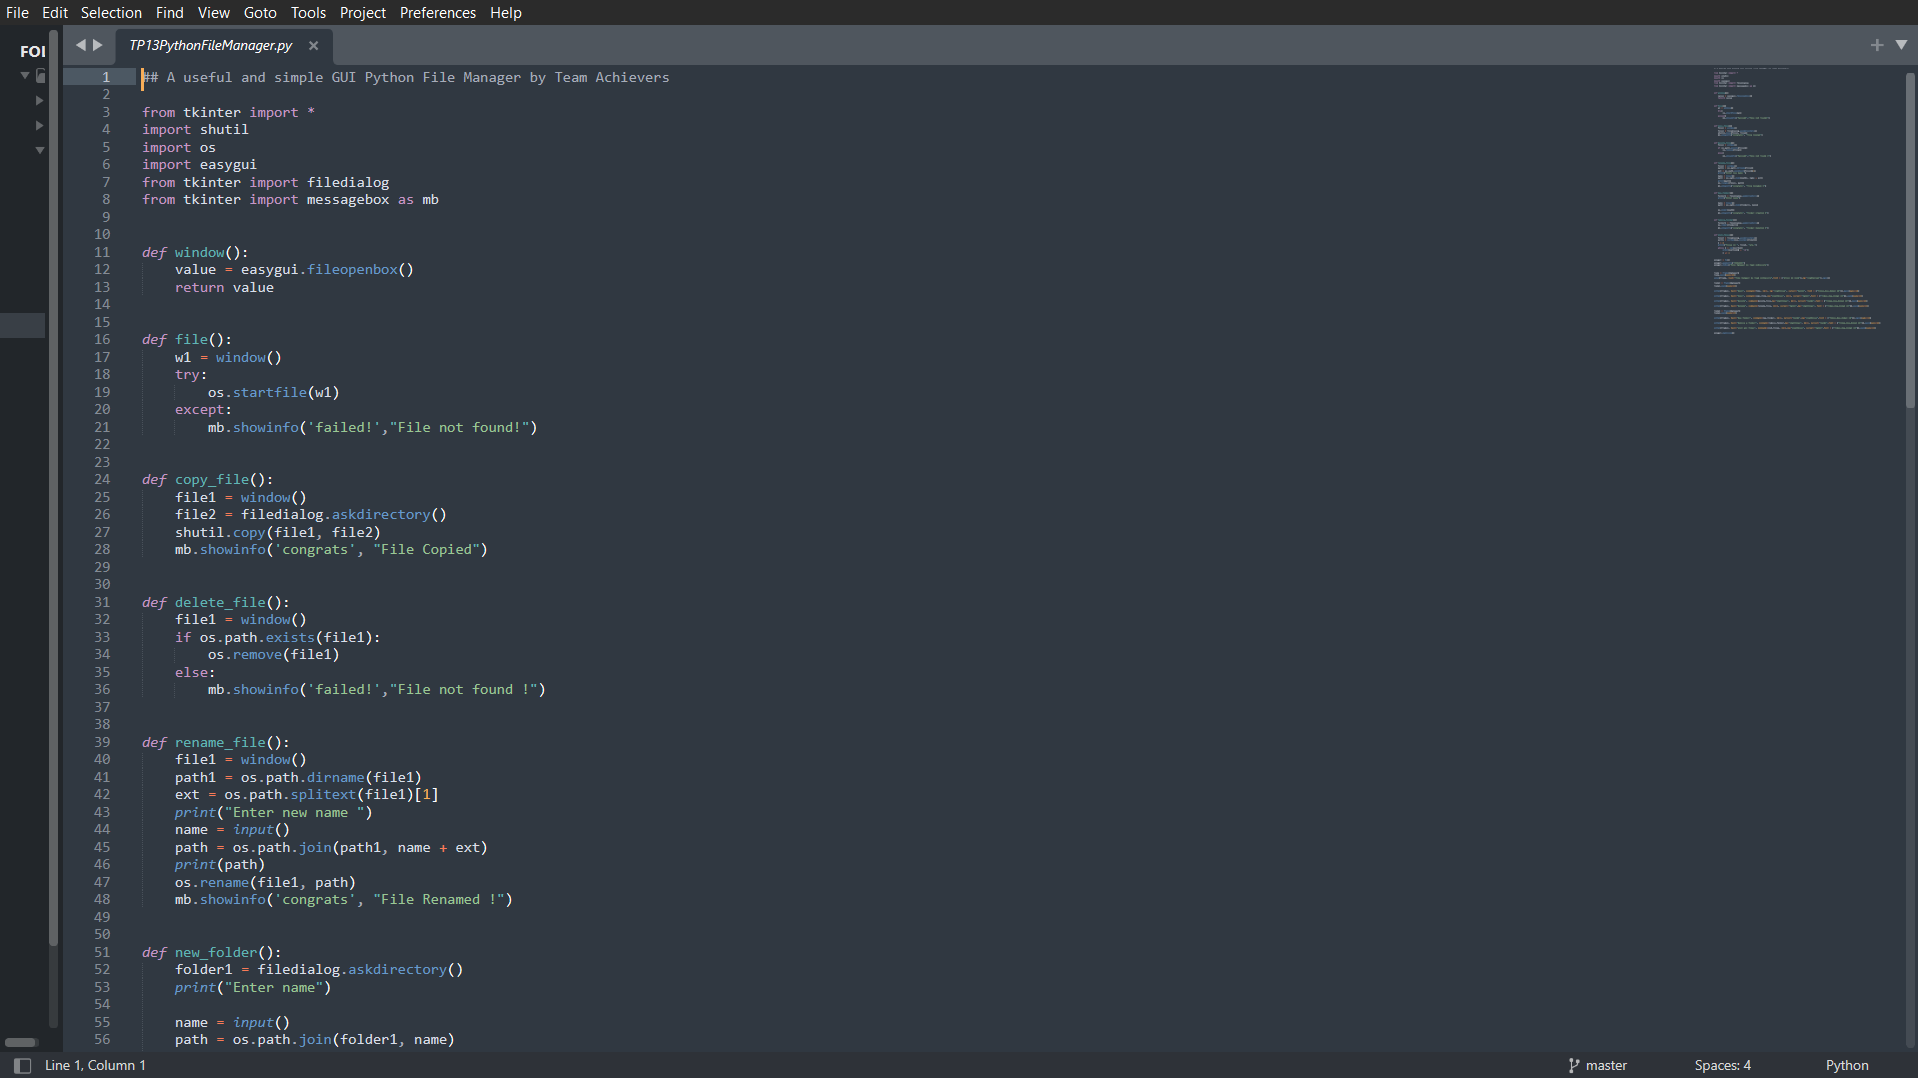 File Edit Selection Find View Goto Tools Project Preferences Help
FOI
TP13PythonFileManager.py
1 ## A useful and simple GUI Python File Manager by Team Achievers
2
3 from tkinter import *
4 import shutil
5 import os
6 import easygui
7 from tkinter import filedialog
8 from tkinter import messagebox as mb
9
10
11 def window():
12     value = easygui.fileopenbox()
13     return value
14
15
16 def file():
17     w1 = window()
18     try:
19         os.startfile(w1)
20     except:
21         mb.showinfo('failed!',"File not found!")
22
23
24 def copy_file():
25     file1 = window()
26     file2 = filedialog.askdirectory()
27     shutil.copy(file1, file2)
28     mb.showinfo('congrats', "File Copied")
29
30
31 def delete_file():
32     file1 = window()
33     if os.path.exists(file1):
34         os.remove(file1)
35     else:
36         mb.showinfo('failed!',"File not found !")
37
38
39 def rename_file():
40     file1 = window()
41     path1 = os.path.dirname(file1)
42     ext = os.path.splitext(file1)[1]
43     print("Enter new name ")
44     name = input()
45     path = os.path.join(path1, name + ext)
46     print(path)
47     os.rename(file1, path)
48     mb.showinfo('congrats', "File Renamed !")
49
50
51 def new_folder():
52     folder1 = filedialog.askdirectory()
53     print("Enter name")
54
55     name = input()
56     path = os.path.join(folder1, name)
Line 1, Column 1 master Spaces: 4 Python